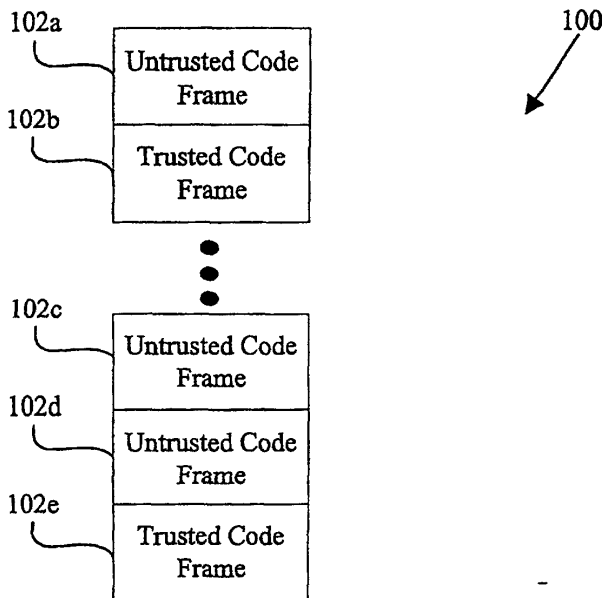 102a
100
Untrusted Code
Frame
102b
Trusted Code
Frame
102c
Untrusted Code
Frame
102d
Untrusted Code
Frame
102e
Trusted Code
Frame